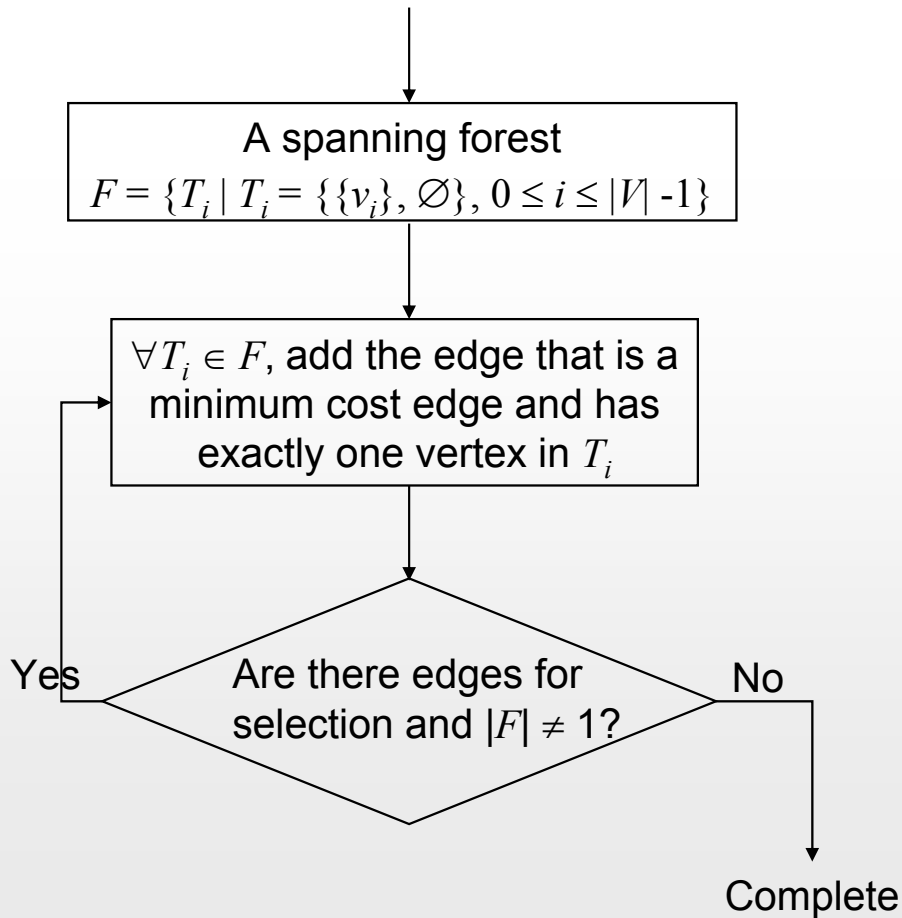 A spanning forest
F = {T_i | T_i = {{v_i}, ∅}, 0 ≤ i ≤ |V| -1}
∀T_i ∈ F, add the edge that is a
minimum cost edge and has
exactly one vertex in T_i
Yes
Are there edges for
selection and |F| ≠ 1?
No
Complete